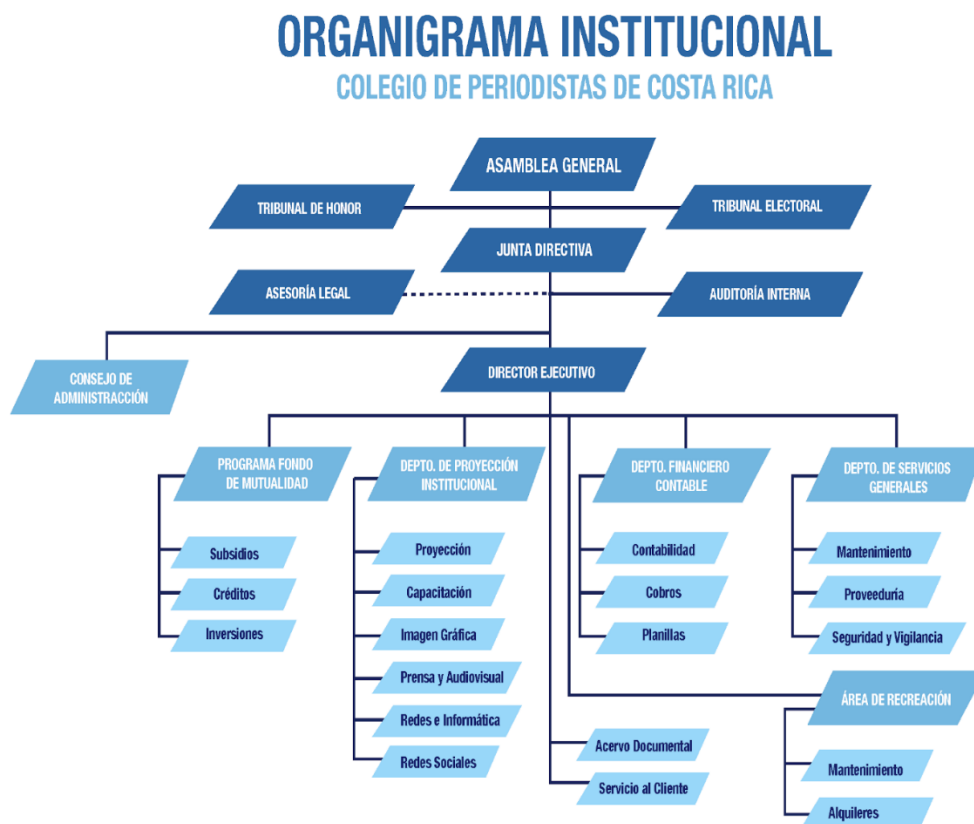 ORGANIGRAMA INSTITUCIONAL
COLEGIO DE PERIODISTAS DE COSTA RICA
ASAMBLEA GENERAL
TRIBUNAL DE HONOR
TRIBUNAL ELECTORAL
JUNTA DIRECTIVA
ASESORÍA LEGAL
AUDITORÍA INTERNA
CONSEJO DE
ADMINISTRACCIÓN
DIRECTOR EJECUTIVO
PROGRAMA FONDO
DE MUTUALIDAD
Subsidios
Créditos
Inversiones
DEPTO. DE PROYECCIÓN
INSTITUCIONAL
Proyección
Capacitación
Imagen Gráfica
Prensa y Audiovisual
Redes e Informática
Redes Sociales
DEPTO. FINANCIERO
CONTABLE
Contabilidad
Cobros
Planillas
DEPTO. DE SERVICIOS
GENERALES
Mantenimiento
Proveeduría
Seguridad y Vigilancia
ÁREA DE RECREACIÓN
Mantenimiento
Alquileres
Acervo Documental
Servicio al Cliente